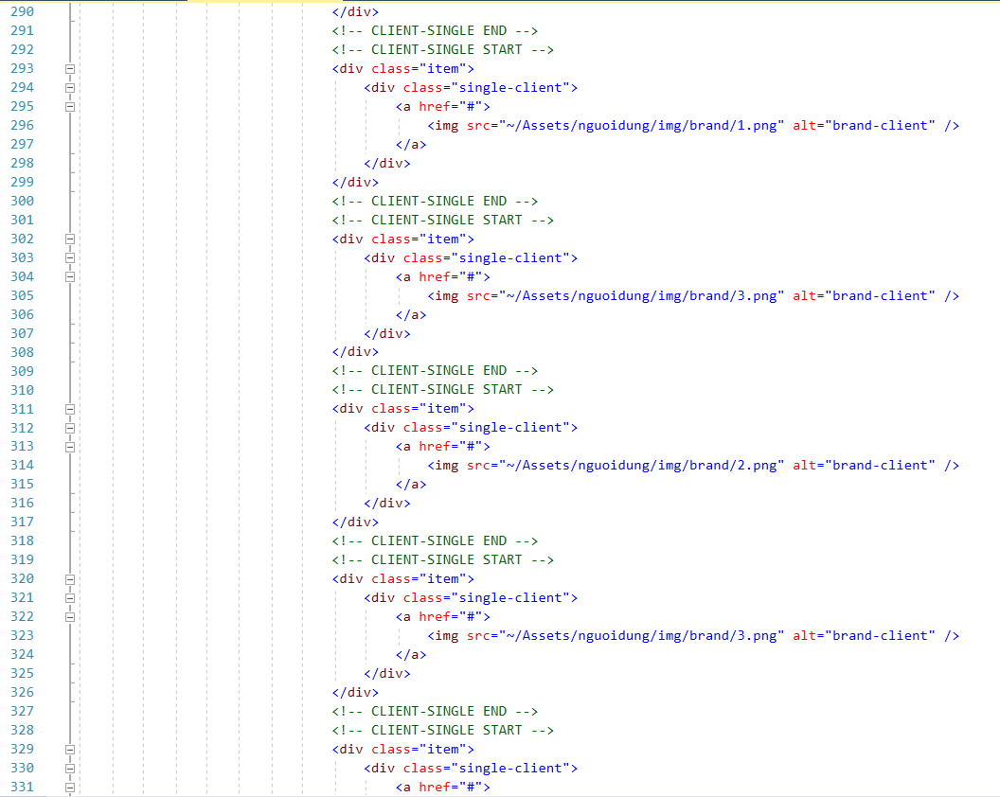 290 </div>
291 <!-- CLIENT-SINGLE END -->
292 <!-- CLIENT-SINGLE START -->
293 <div class="item">
294 <div class="single-client">
295 <a href="#">
296 <img src="~/Assets/nguoidung/img/brand/1.png" alt="brand-client" />
297 </a>
298 </div>
299 </div>
300 <!-- CLIENT-SINGLE END -->
301 <!-- CLIENT-SINGLE START -->
302 <div class="item">
303 <div class="single-client">
304 <a href="#">
305 <img src="~/Assets/nguoidung/img/brand/3.png" alt="brand-client" />
306 </a>
307 </div>
308 </div>
309 <!-- CLIENT-SINGLE END -->
310 <!-- CLIENT-SINGLE START -->
311 <div class="item">
312 <div class="single-client">
313 <a href="#">
314 <img src="~/Assets/nguoidung/img/brand/2.png" alt="brand-client" />
315 </a>
316 </div>
317 </div>
318 <!-- CLIENT-SINGLE END -->
319 <!-- CLIENT-SINGLE START -->
320 <div class="item">
321 <div class="single-client">
322 <a href="#">
323 <img src="~/Assets/nguoidung/img/brand/3.png" alt="brand-client" />
324 </a>
325 </div>
326 </div>
327 <!-- CLIENT-SINGLE END -->
328 <!-- CLIENT-SINGLE START -->
329 <div class="item">
330 <div class="single-client">
331 <a href="#">